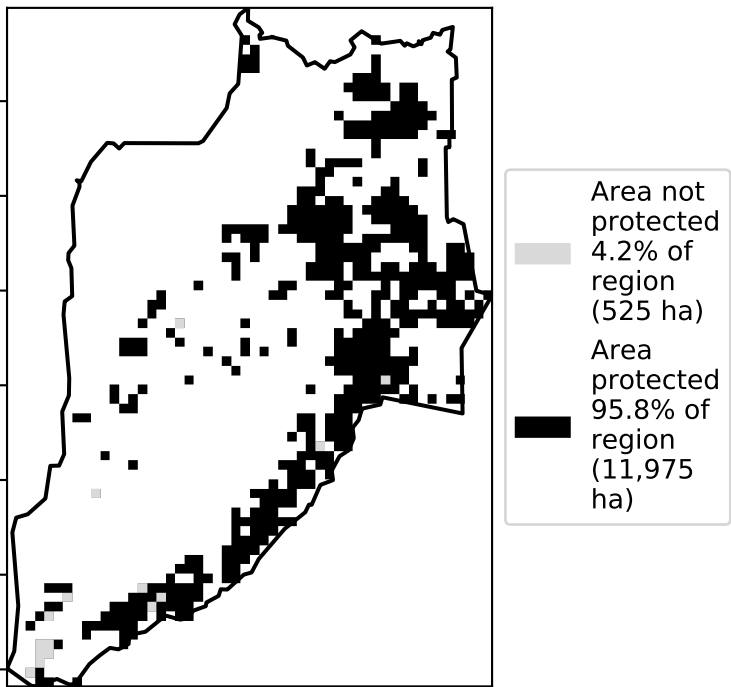 Area not
protected
4.2% of
region
(525 ha)
Area
protected
95.8% of
region
(11,975
ha)